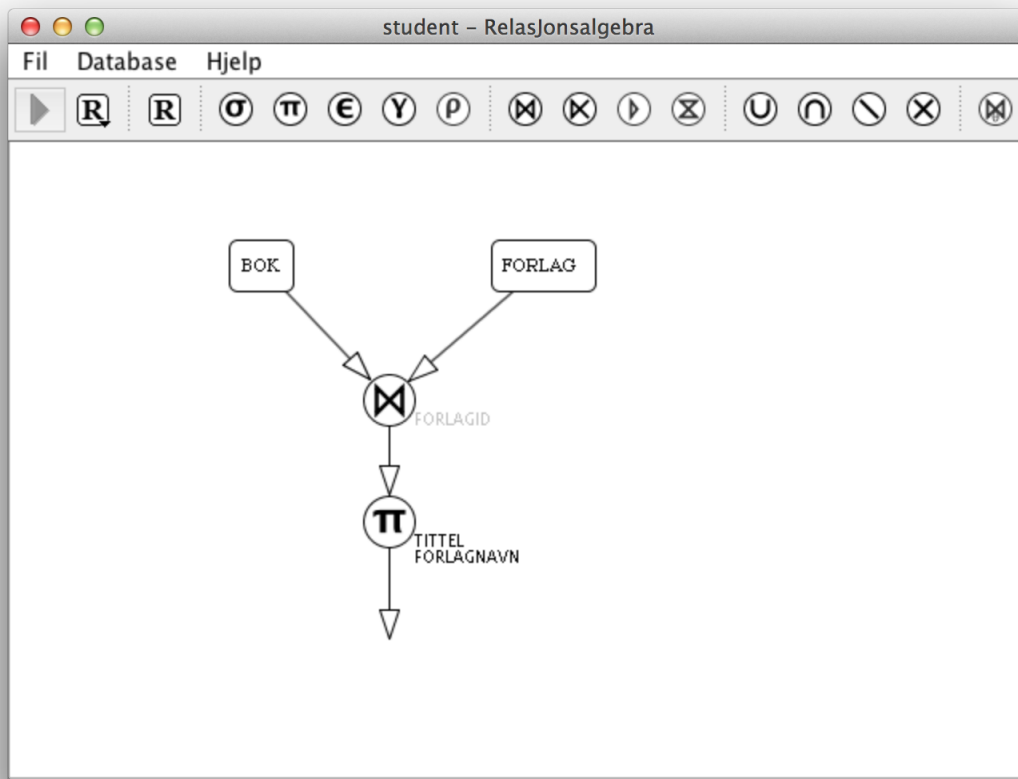 student – RelasJonsalgebra
Fil Database Hjelp
R R σ π ϵ γ ρ ⋈ ⋉ ▷ ⧖ ∪ ∩ \ × ⋈
BOK FORLAG
⋈
FORLAGID
π
TITTEL
FORLAGNAVN